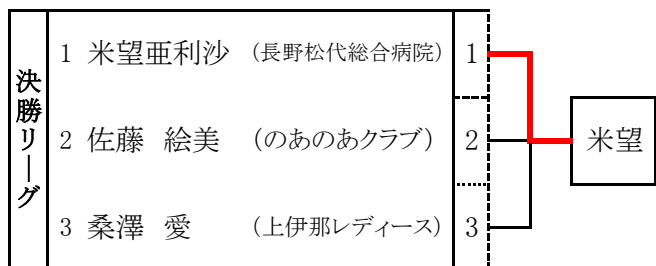 決勝リーグ
1 米望亜利沙 (長野松代総合病院) 1
2 佐藤 絵美 (のあのあクラブ) 2
3 桑澤 愛 (上伊那レディース) 3
米望